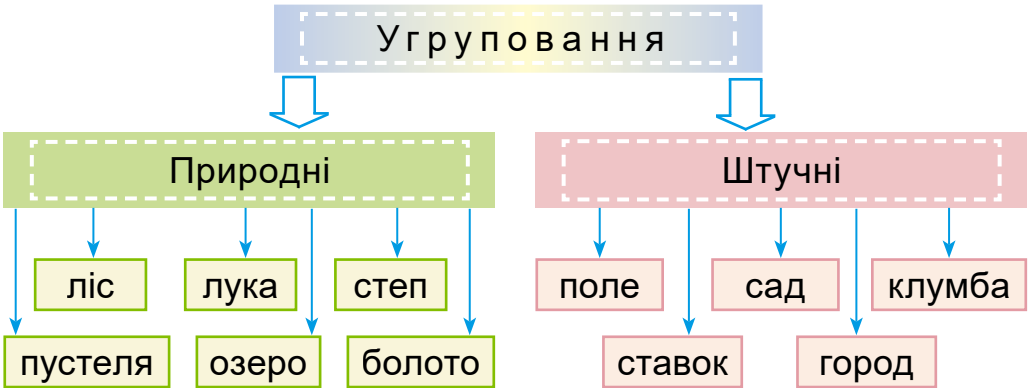 Угруповання
Природні
Штучні
ліс
лука
степ
поле
сад
клумба
пустеля
озеро
болото
ставок
город